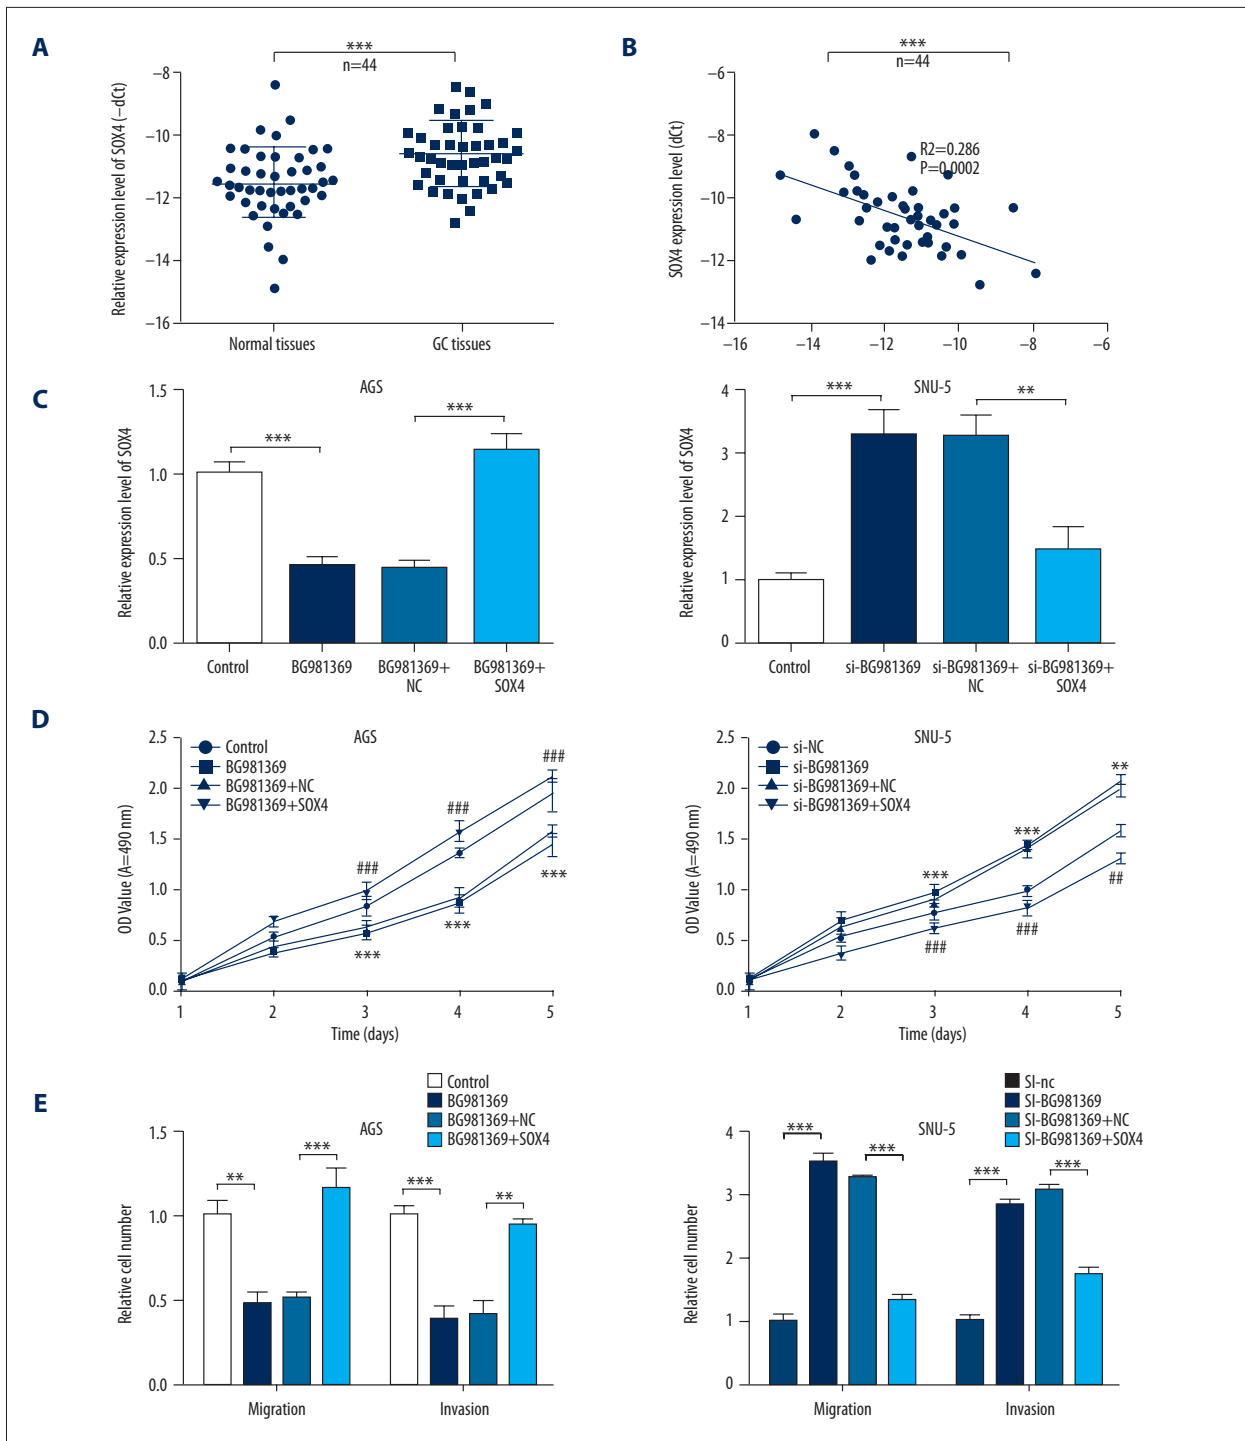 A
***
n=44
Relative expression level of SOX4 (−dCt)
−8
−10
−12
−14
−16
Normal tissues
GC tissues
B
***
n=44
SOX4 expression level (dCt)
−6
−8
−10
−12
−14
R2=0.286
P=0.0002
−16
−14
−12
−10
−8
−6
C
AGS
Relative expression level of SOX4
1.5
1.0
0.5
0.0
***
***
Control
BG981369
BG981369+
NC
BG981369+
SOX4
SNU-5
Relative expression level of SOX4
4
3
2
1
0
***
**
Control
si-BG981369
si-BG981369+
NC
si-BG981369+
SOX4
D
AGS
OD Value (A=490 nm)
2.5
2.0
1.5
1.0
0.5
0.0
Control
BG981369
BG981369+NC
BG981369+SOX4
###
###
###
***
***
***
1
2
3
4
5
Time (days)
SNU-5
OD Value (A=490 nm)
2.5
2.0
1.5
1.0
0.5
0.0
si-NC
si-BG981369
si-BG981369+NC
si-BG981369+SOX4
**
***
***
##
###
###
1
2
3
4
5
Time (days)
E
Control
BG981369
BG981369+NC
BG981369+SOX4
AGS
Relative cell number
1.5
1.0
0.5
0.0
**
***
***
**
Migration
Invasion
SI-nc
SI-BG981369
SI-BG981369+NC
SI-BG981369+SOX4
SNU-5
Relative cell number
4
3
2
1
0
***
***
***
***
Migration
Invasion